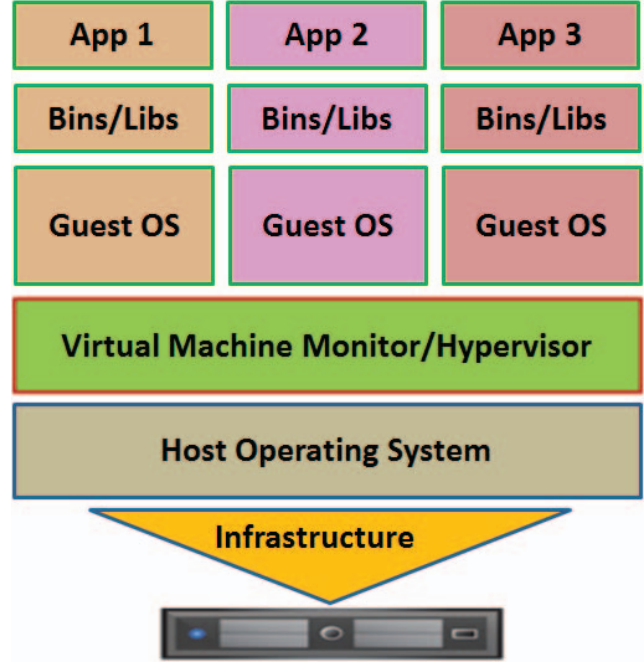 App 1
App 2
App 3
Bins/Libs
Bins/Libs
Bins/Libs
Guest OS
Guest OS
Guest OS
Virtual Machine Monitor/Hypervisor
Host Operating System
Infrastructure